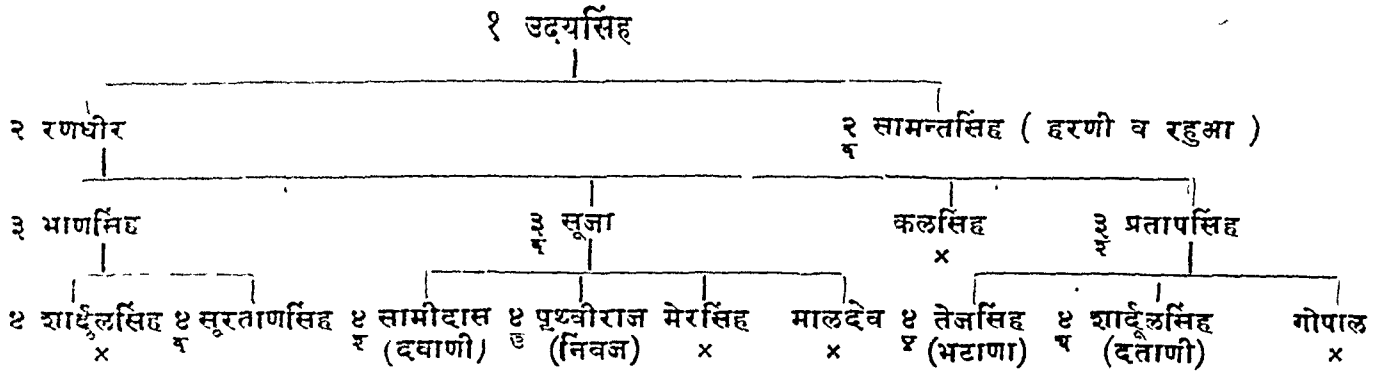 १ उदयसिंह
२ रणधीर २ सामन्तसिंह ( हरणी व रहुआ )
३ भाणसिंह ३ सूजा कलसिंह ३ प्रतापसिंह
×
४ शार्दुलसिंह ४ सूरताणसिंह ४ सामीदास ४ पृथ्वीराज मेरसिंह मालदेव ४ तेजसिंह ४ शार्दूलसिंह गोपाल
× (दवाणी) (निंवज) × × (भटाणा) (दताणी) ×